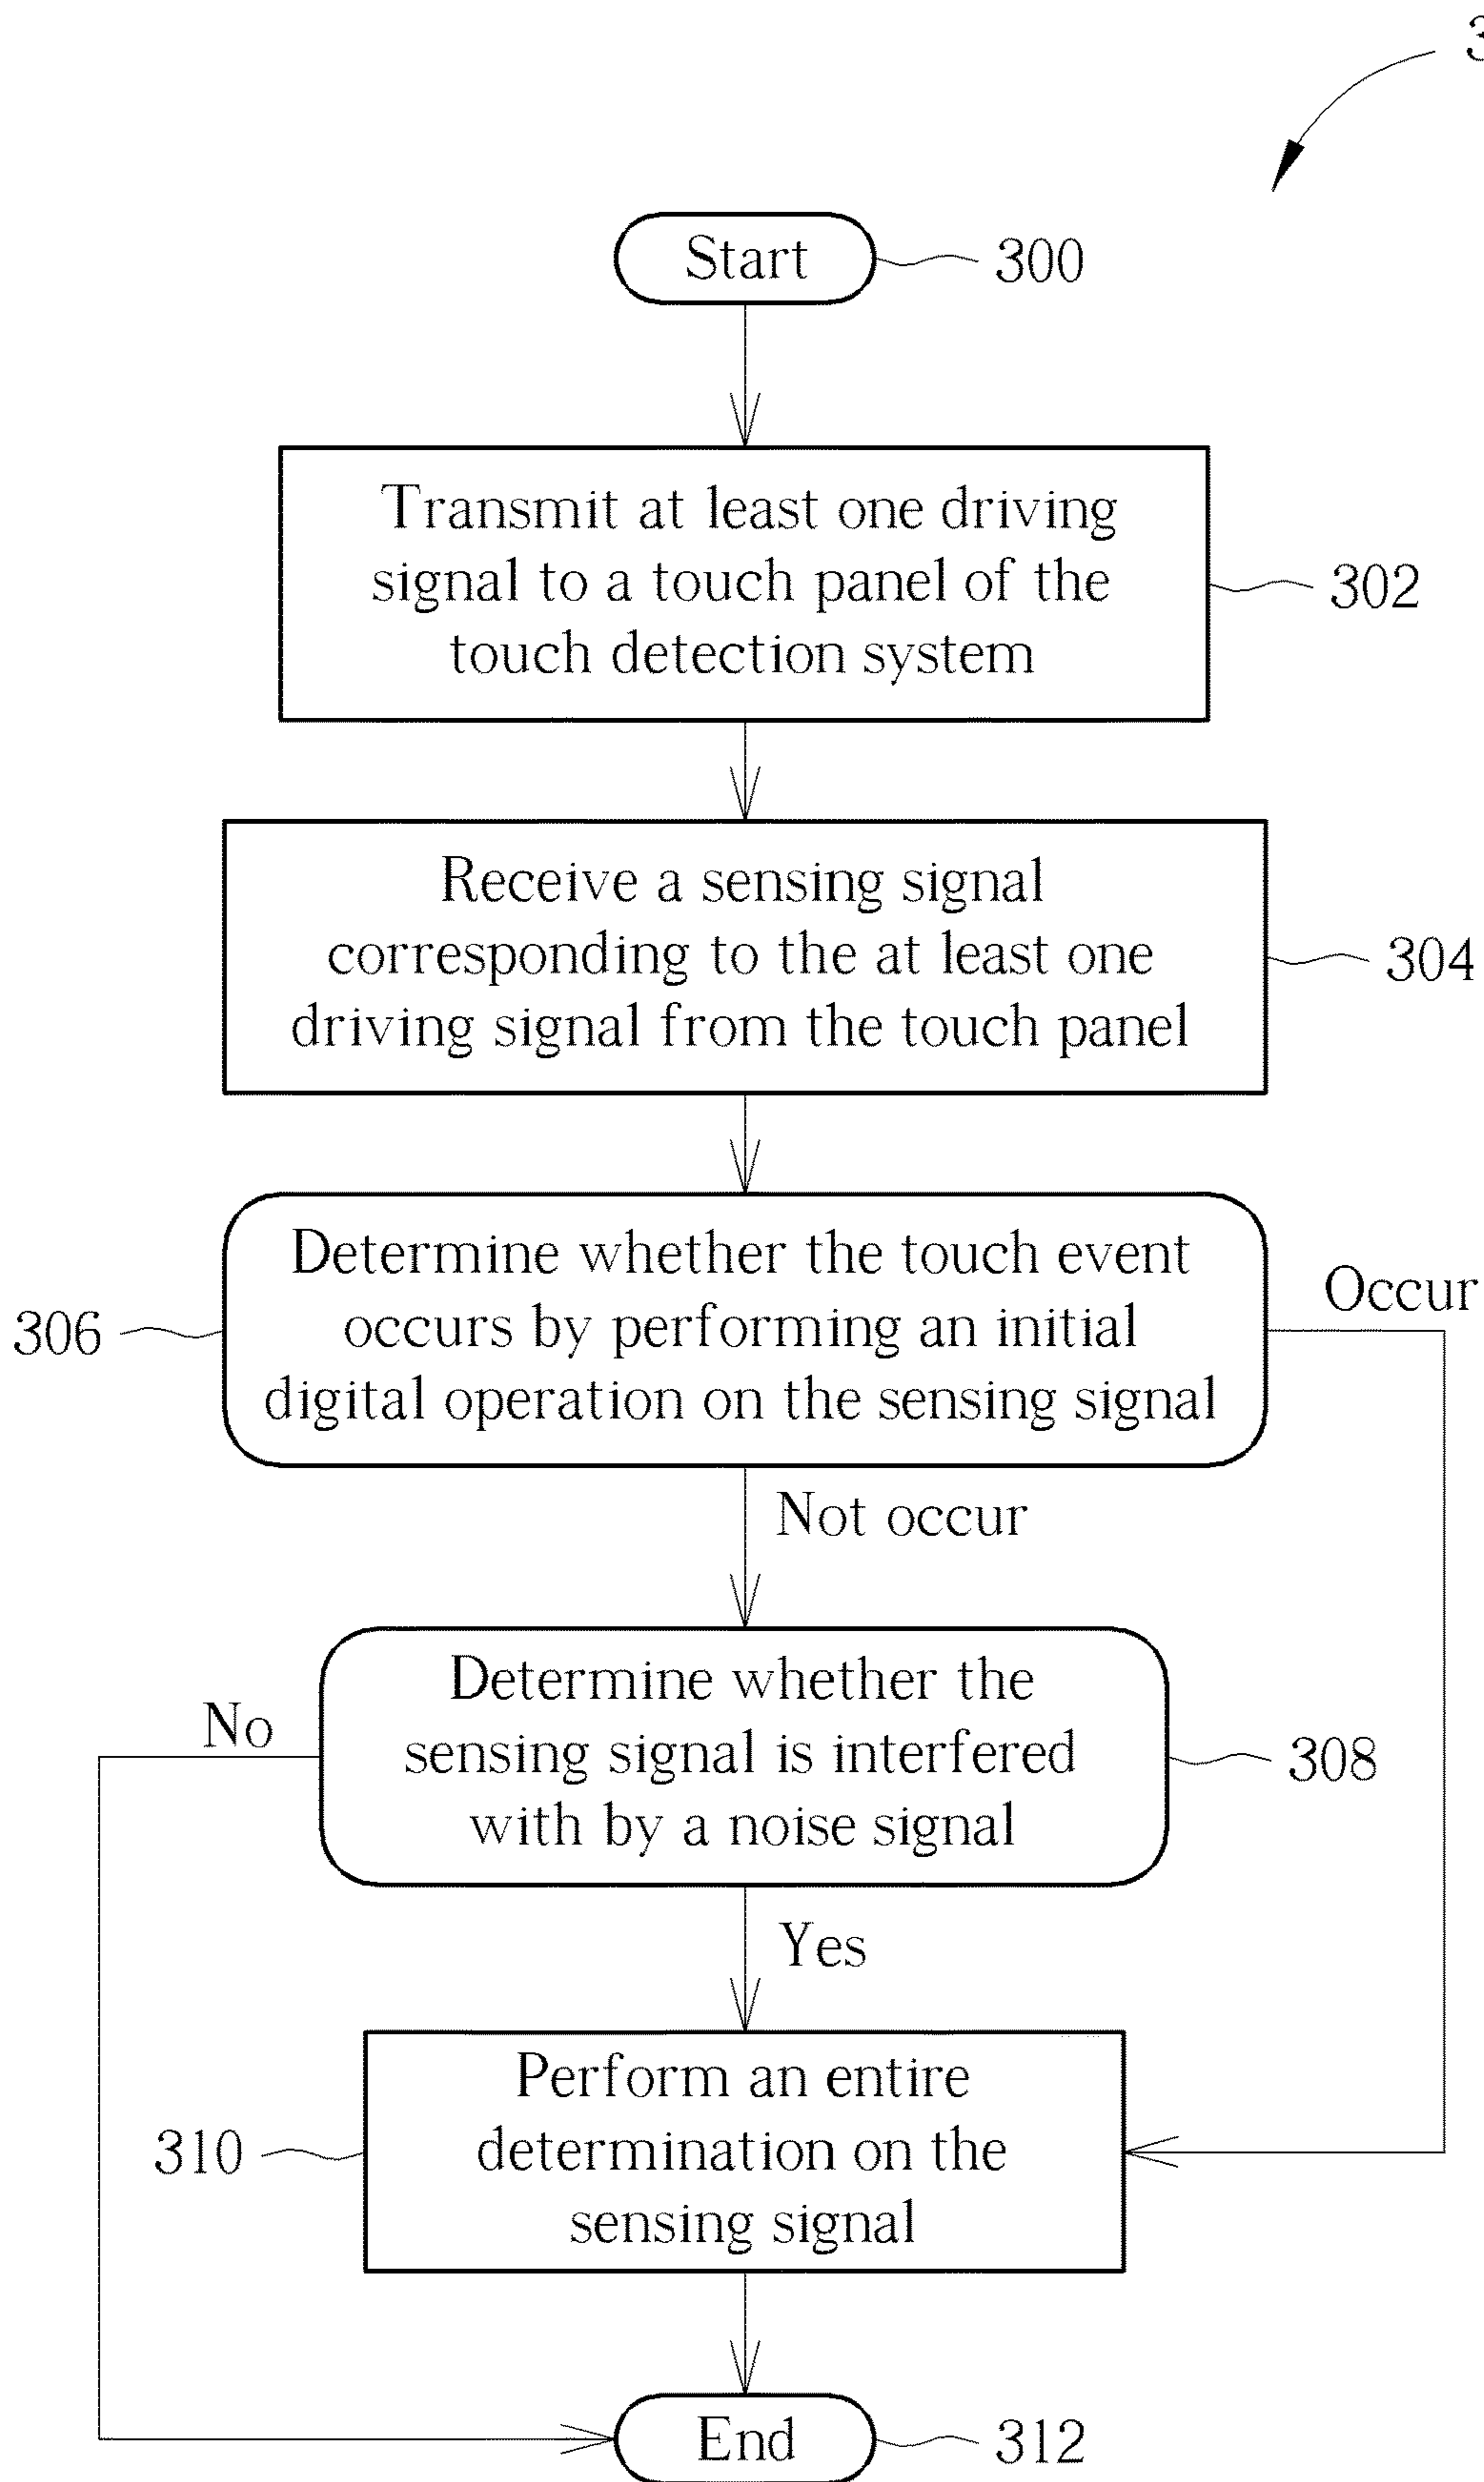 3
Start
300
Transmit at least one driving
signal to a touch panel of the
touch detection system
302
Receive a sensing signal
corresponding to the at least one
driving signal from the touch panel
304
Determine whether the touch event
occurs by performing an initial
digital operation on the sensing signal
306
Occur
Not occur
Determine whether the
sensing signal is interfered
with by a noise signal
308
No
Yes
Perform an entire
determination on the
sensing signal
310
End
312